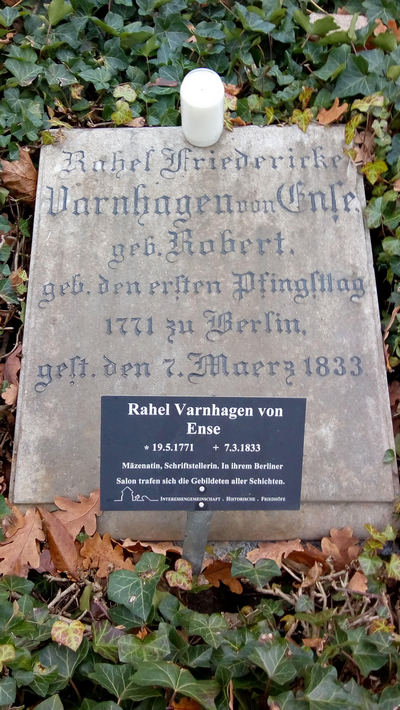 Rahel Friedericke
Varnhagen von Enſe.
geb. Robert.
geb. den erſten Pfingſttag
1771 zu Berlin,
geſt. den 7. Maerz 1833
Rahel Varnhagen von
Ense
* 19.5.1771 + 7.3.1833
Mäzenatin, Schriftstellerin. In ihrem Berliner
Salon trafen sich die Gebildeten aller Schichten.
Interessengemeinschaft . Historische . Friedhöfe